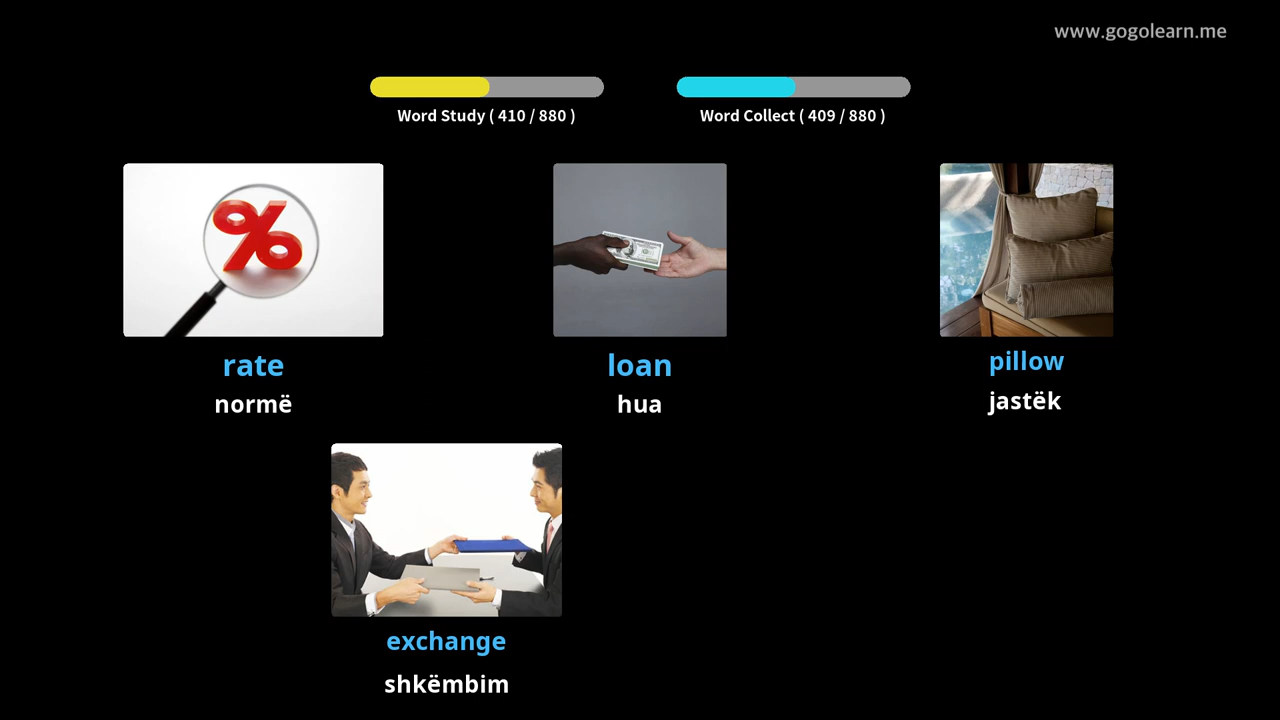 www.gogolearn.me
Word Study ( 410 / 880 )
Word Collect ( 409 / 880 )
rate
normë
loan
hua
pillow
jastëk
exchange
shkëmbim